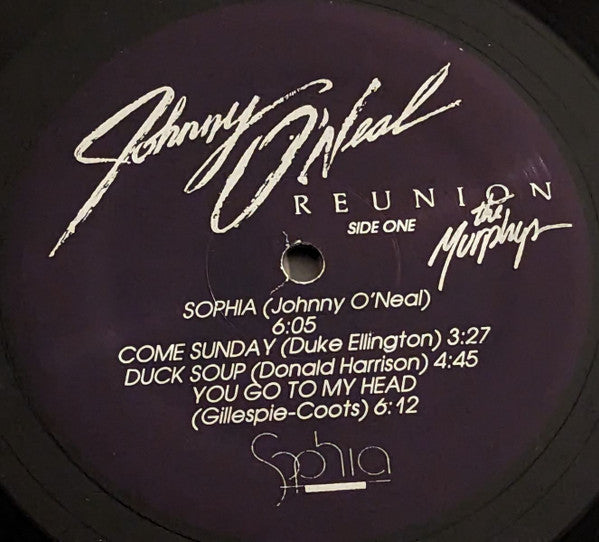 Johnny O'Neal
REUNION
SIDE ONE
the
Murphys
SOPHIA (Johnny O'Neal)
6:05
COME SUNDAY (Duke Ellington) 3:27
DUCK SOUP (Donald Harrison) 4:45
YOU GO TO MY HEAD
(Gillespie-Coots) 6:12
Sophia